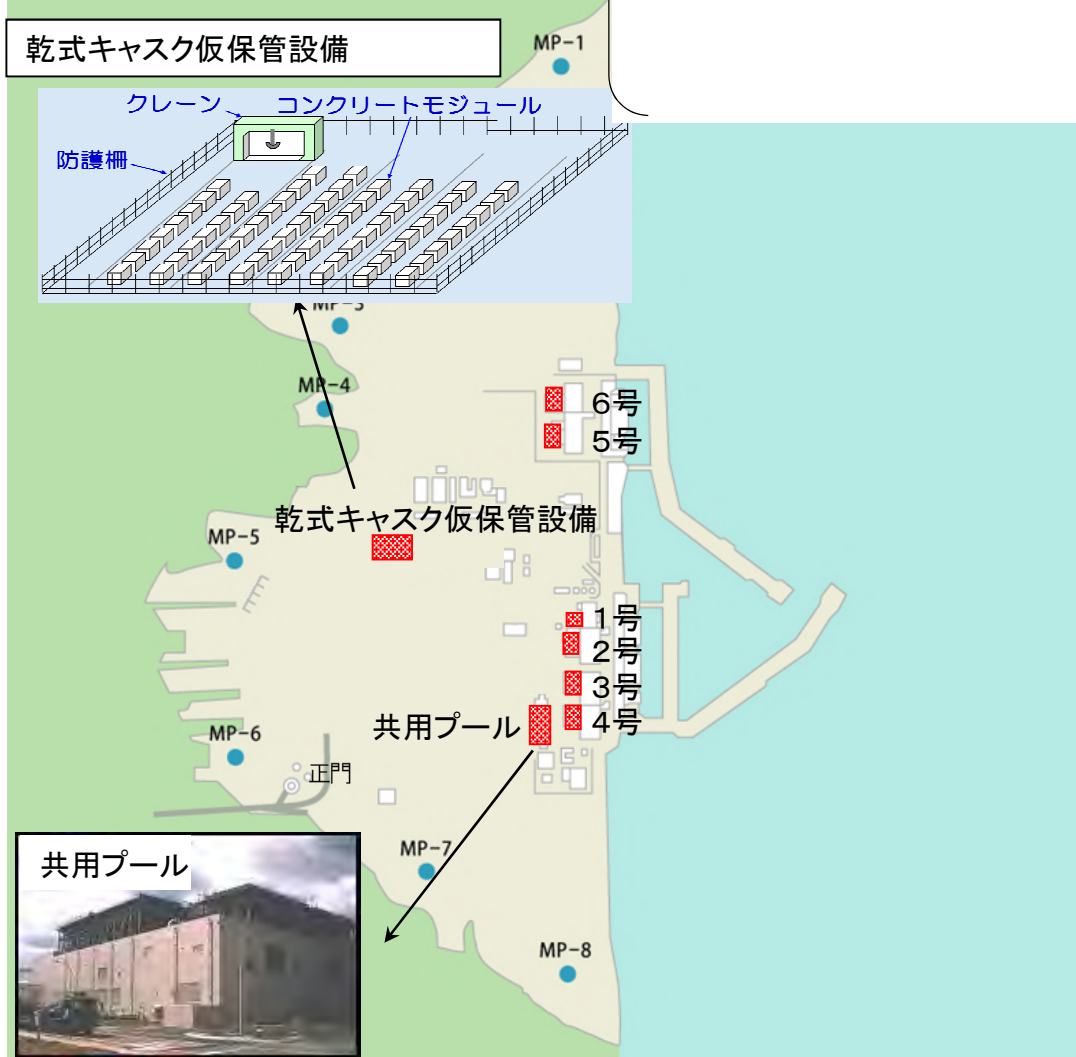 乾式キャスク仮保管設備
MP-1
クレーン
コンクリートモジュール
防護柵
MP-3
MP-4
6号
5号
乾式キャスク仮保管設備
MP-5
1号
2号
3号
共用プール
4号
MP-6
正門
MP-7
共用プール
MP-8